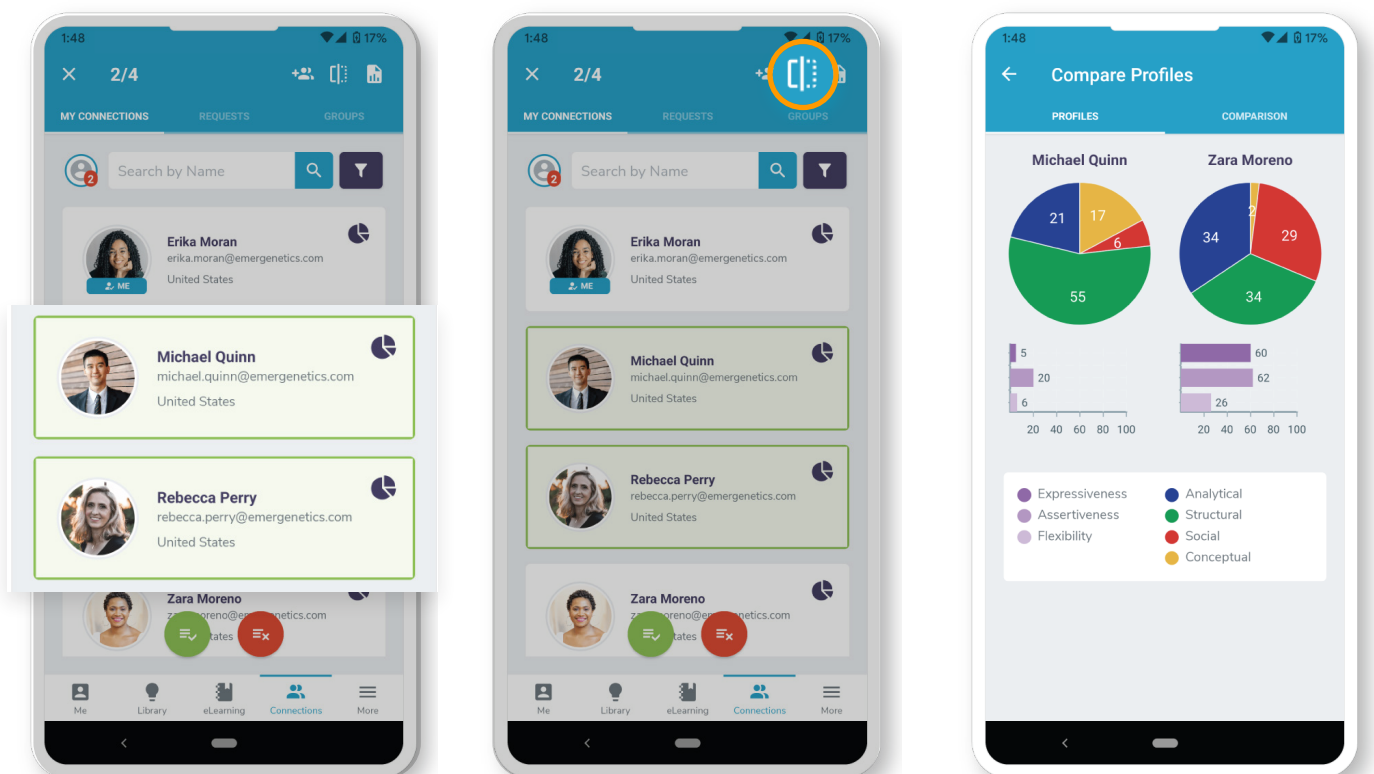 1:48
17%
2/4
MY CONNECTIONS
REQUESTS
GROUPS
2
Search by Name
Erika Moran
erika.moran@emergenetics.com
United States
ME
Michael Quinn
michael.quinn@emergenetics.com
United States
Rebecca Perry
rebecca.perry@emergenetics.com
United States
Zara Moreno
Me
Library
eLearning
Connections
More
1:48
17%
2/4
MY CONNECTIONS
REQUESTS
GROUPS
2
Search by Name
Erika Moran
erika.moran@emergenetics.com
United States
ME
Michael Quinn
michael.quinn@emergenetics.com
United States
Rebecca Perry
rebecca.perry@emergenetics.com
United States
Zara Moreno
Me
Library
eLearning
Connections
More
1:48
17%
Compare Profiles
PROFILES
COMPARISON
Michael Quinn
21
17
6
55
5
20
6
20 40 60 80 100
Zara Moreno
2
34
29
34
60
62
26
20 40 60 80 100
Expressiveness
Assertiveness
Flexibility
Analytical
Structural
Social
Conceptual